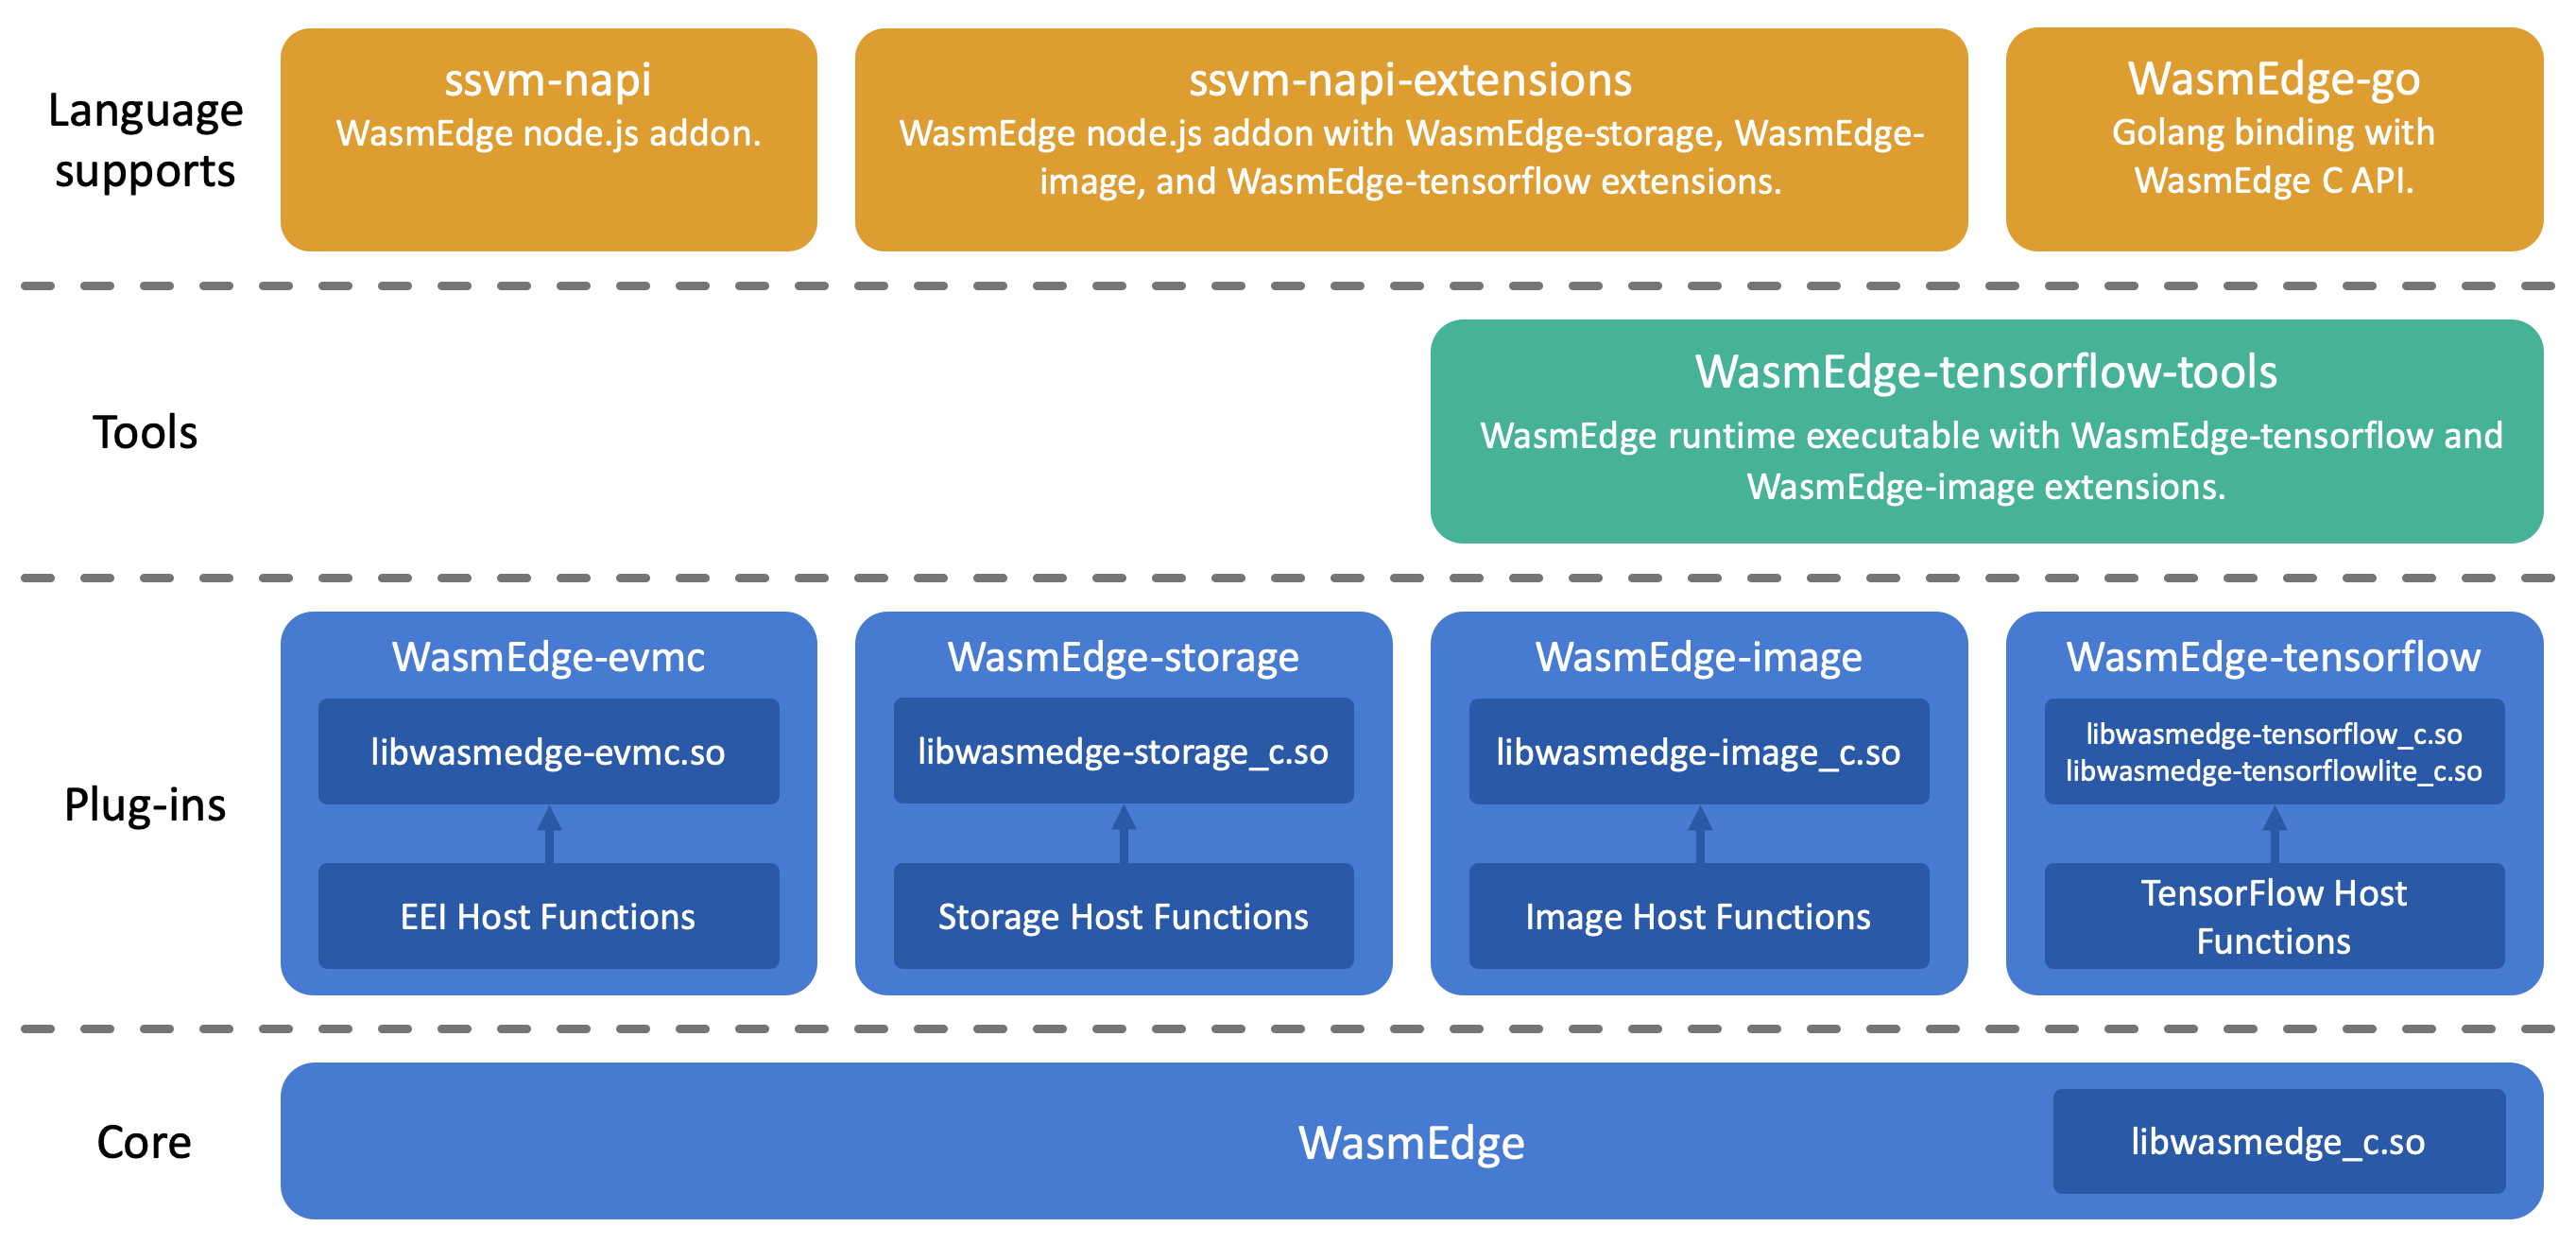 Language
supports
ssvm-napi
WasmEdge node.js addon.
ssvm-napi-extensions
WasmEdge node.js addon with WasmEdge-storage, WasmEdge-
image, and WasmEdge-tensorflow extensions.
WasmEdge-go
Golang binding with
WasmEdge C API.
Tools
WasmEdge-tensorflow-tools
WasmEdge runtime executable with WasmEdge-tensorflow and
WasmEdge-image extensions.
Plug-ins
WasmEdge-evmc
libwasmedge-evmc.so
EEI Host Functions
WasmEdge-storage
libwasmedge-storage_c.so
Storage Host Functions
WasmEdge-image
libwasmedge-image_c.so
Image Host Functions
WasmEdge-tensorflow
libwasmedge-tensorflow_c.so
libwasmedge-tensorflowlite_c.so
TensorFlow Host
Functions
Core
WasmEdge
libwasmedge_c.so